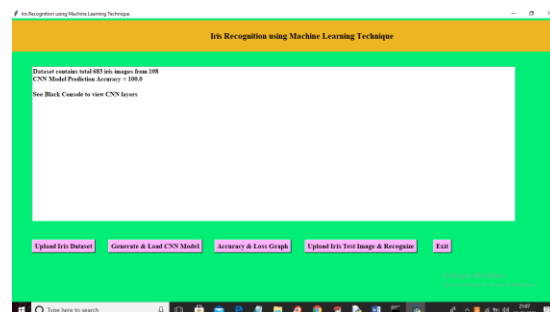 Iris Recognition using Machine Learning Technique
Iris Recognition using Machine Learning Technique
Dataset contains total 683 iris images from 108
CNN Model Prediction Accuracy = 100.0
See Black Console to view CNN layers
Upload Iris Dataset
Generate & Load CNN Model
Accuracy & Loss Graph
Upload Iris Test Image & Recognize
Exit
Type here to search
21:07